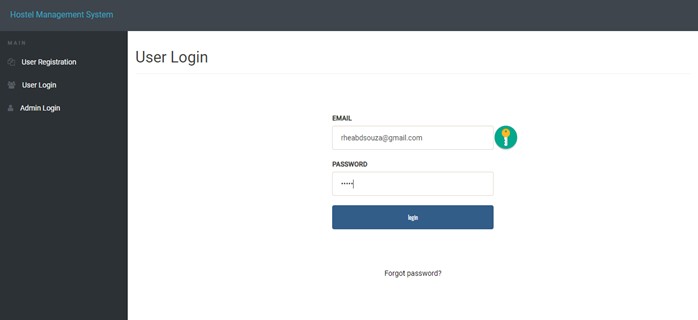 Hostel Management System
MAIN
User Registration
User Login
Admin Login
User Login
EMAIL
rheabdsouza@gmail.com
PASSWORD
•••••
login
Forgot password?